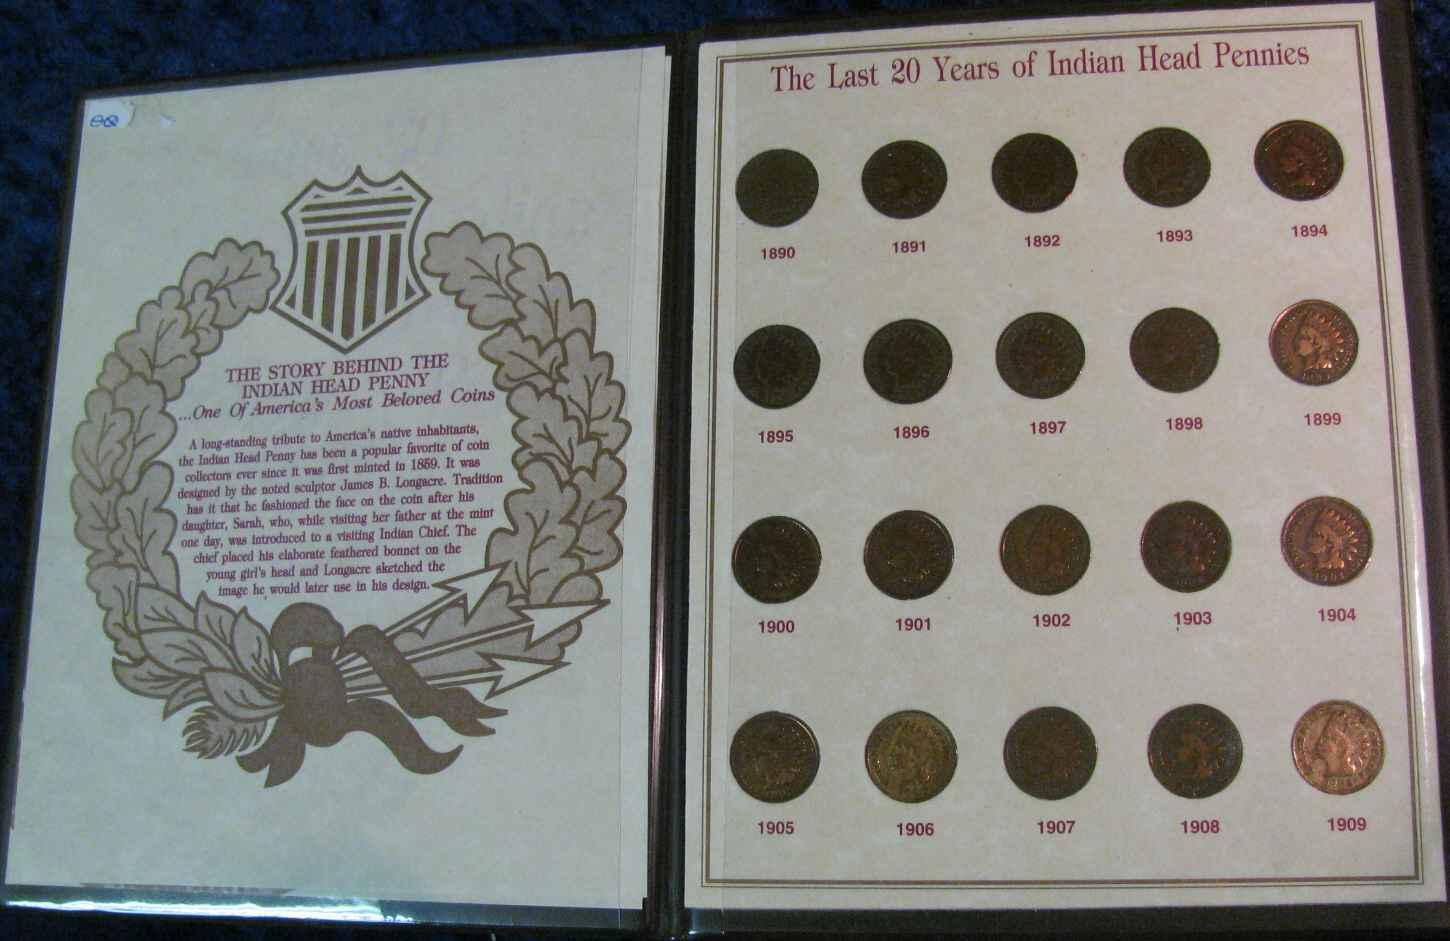 THE STORY BEHIND THE
INDIAN HEAD PENNY
...One Of America's Most Beloved Coins
A long-standing tribute to America's native inhabitants,
the Indian Head Penny has been a popular favorite of coin
collectors ever since it was first minted in 1859. It was
designed by the noted sculptor James B. Longacre. Tradition
has it that he fashioned the face on the coin after his
daughter, Sarah, who, while visiting her father at the mint
one day, was introduced to a visiting Indian Chief. The
chief placed his elaborate feathered bonnet on the
young girl's head and Longacre sketched the
image he would later use in his design.
The Last 20 Years of Indian Head Pennies
1890 1891 1892 1893 1894
1895 1896 1897 1898 1899
1900 1901 1902 1903 1904
1905 1906 1907 1908 1909